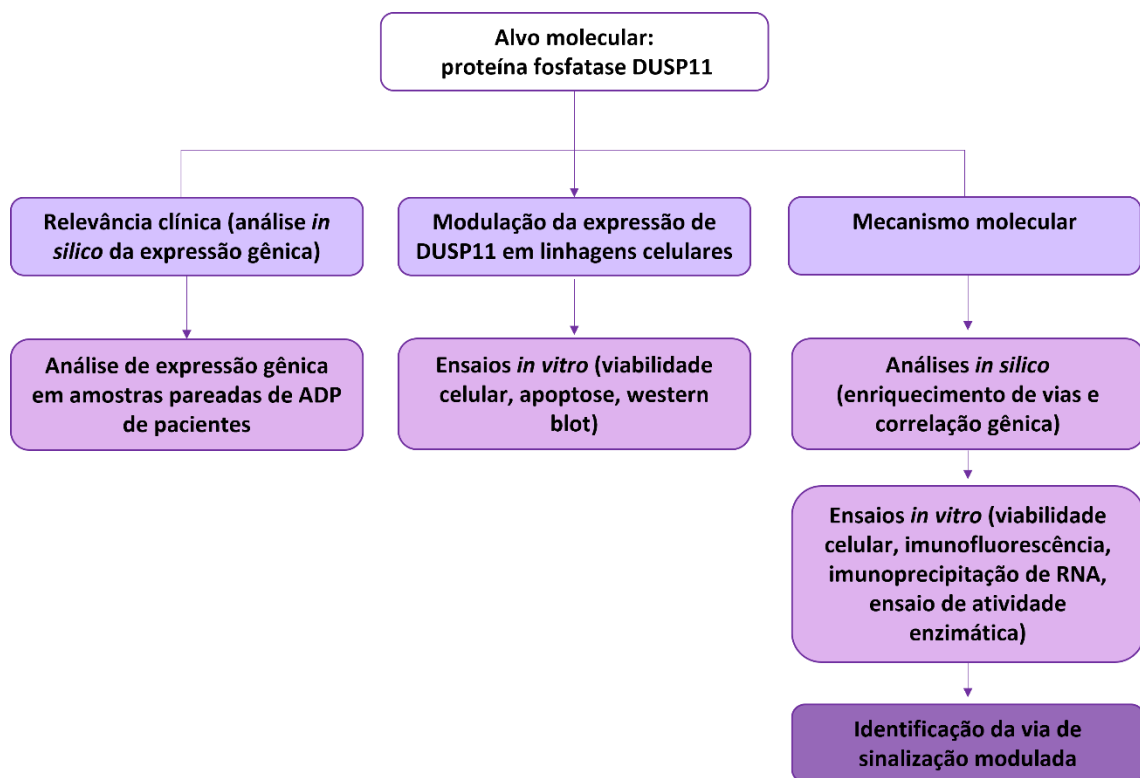 Alvo molecular:
proteína fosfatase DUSP11
Relevância clínica (análise in
silico da expressão gênica)
Modulação da expressão de
DUSP11 em linhagens celulares
Mecanismo molecular
Análise de expressão gênica
em amostras pareadas de ADP
de pacientes
Ensaios in vitro (viabilidade
celular, apoptose, western
blot)
Análises in silico
(enriquecimento de vias e
correlação gênica)
Ensaios in vitro (viabilidade
celular, imunofluorescência,
imunoprecipitação de RNA,
ensaio de atividade
enzimática)
Identificação da via de
sinalização modulada